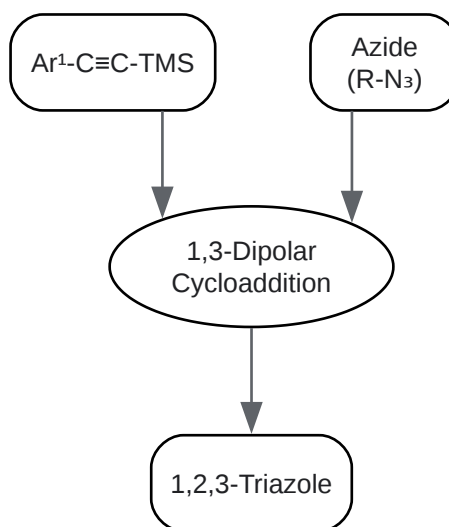 Ar¹-C≡C-TMS
Azide
(R-N₃)
1,3-Dipolar
Cycloaddition
1,2,3-Triazole